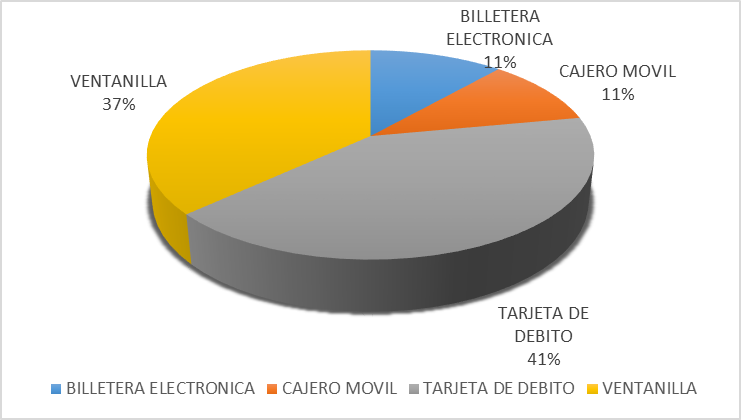 BILLETERA
ELECTRONICA
11%
CAJERO MOVIL
11%
VENTANILLA
37%
TARJETA DE
DEBITO
41%
BILLETERA ELECTRONICA CAJERO MOVIL TARJETA DE DEBITO VENTANILLA